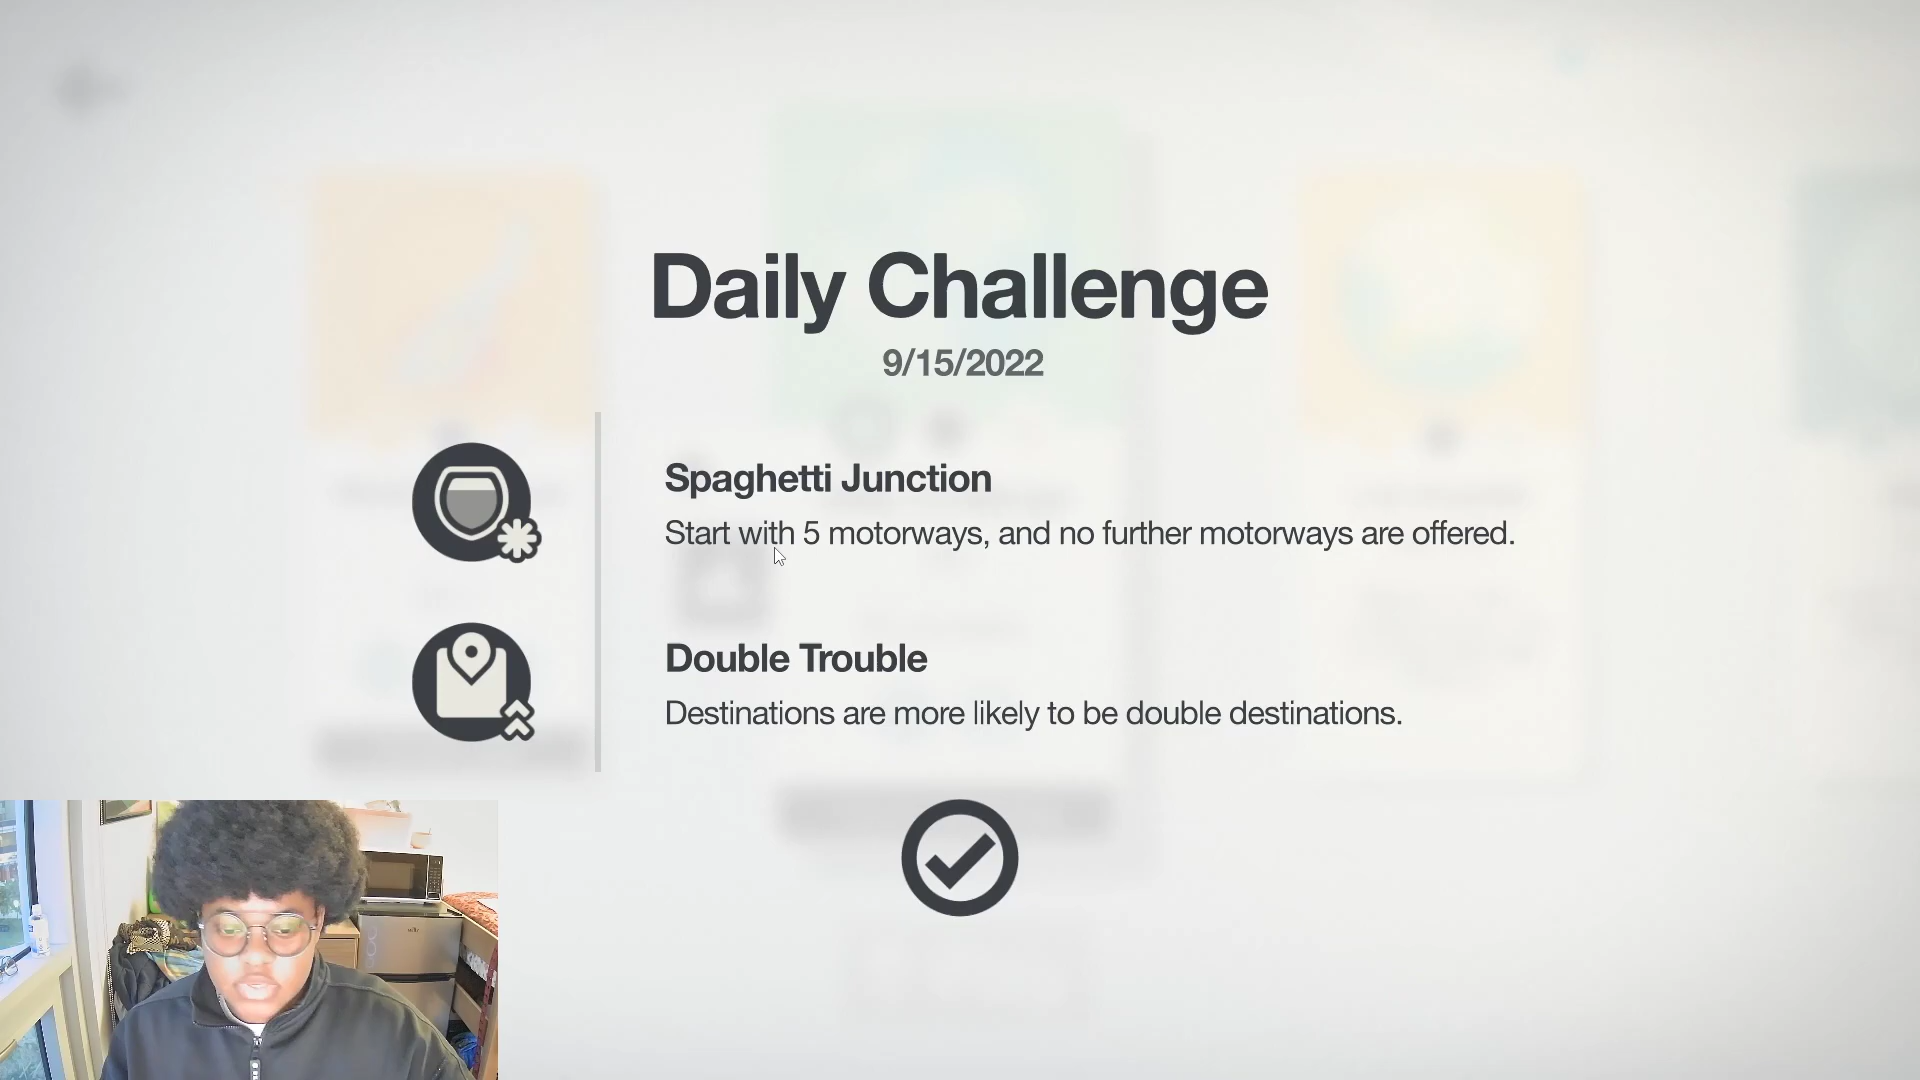 Daily Challenge
9/15/2022
Spaghetti Junction
Start with 5 motorways, and no further motorways are offered.
Double Trouble
Destinations are more likely to be double destinations.